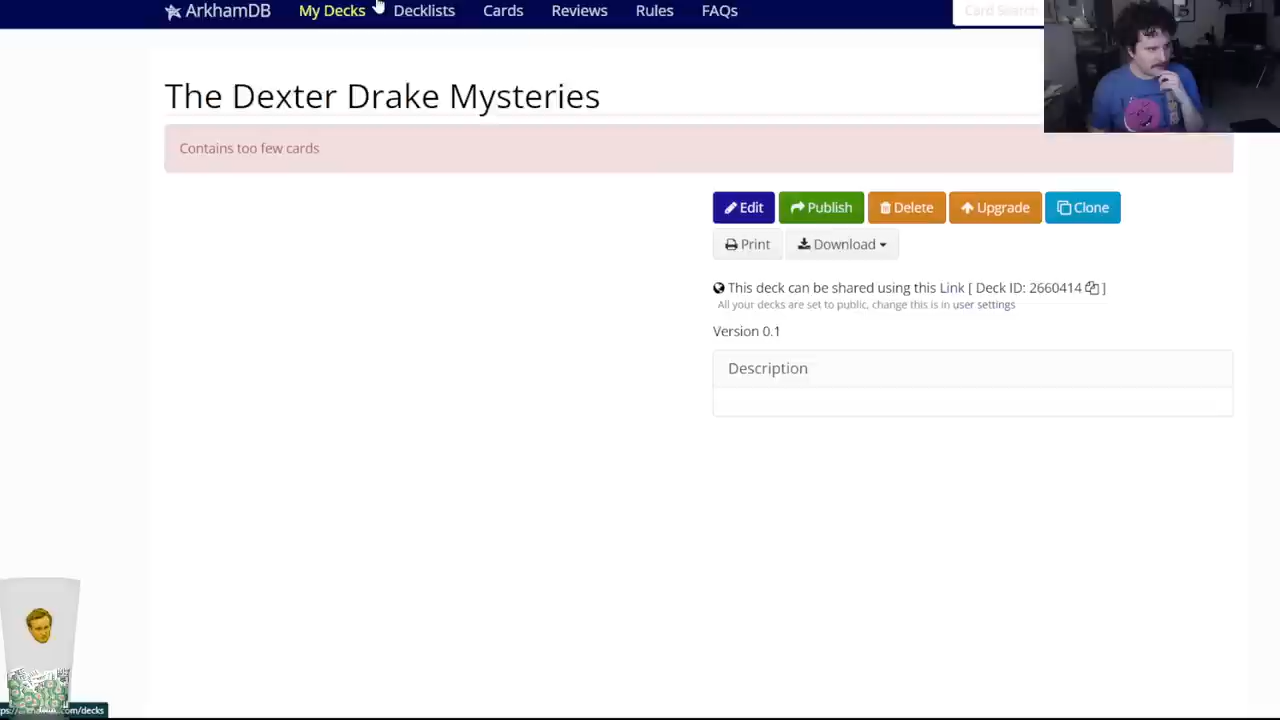 ArkhamDB My Decks Decklists Cards Reviews Rules FAQs Card Search
The Dexter Drake Mysteries
Contains too few cards
Edit Publish Delete Upgrade Clone
Print Download
This deck can be shared using this Link [ Deck ID: 2660414 ]
All your decks are set to public, change this is in user settings
Version 0.1
Description